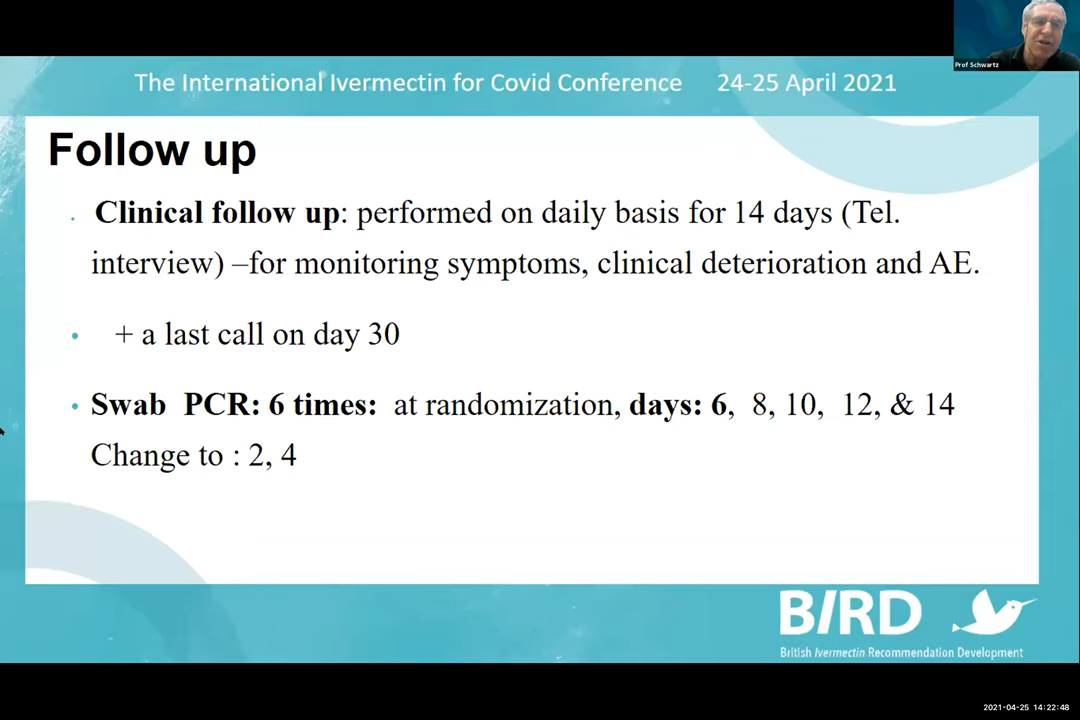 Prof Schwartz
The International Ivermectin for Covid Conference 24-25 April 2021
Follow up
• Clinical follow up: performed on daily basis for 14 days (Tel.
interview) –for monitoring symptoms, clinical deterioration and AE.
• + a last call on day 30
• Swab PCR: 6 times: at randomization, days: 6, 8, 10, 12, & 14
Change to : 2, 4
BIRD
British Ivermectin Recommendation Development
2021-04-25 14:22:48